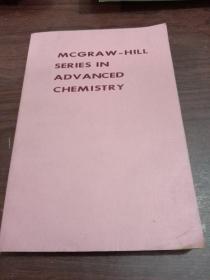 MCGRAW-HILL
SERIES IN
ADVANCED
CHEMISTRY